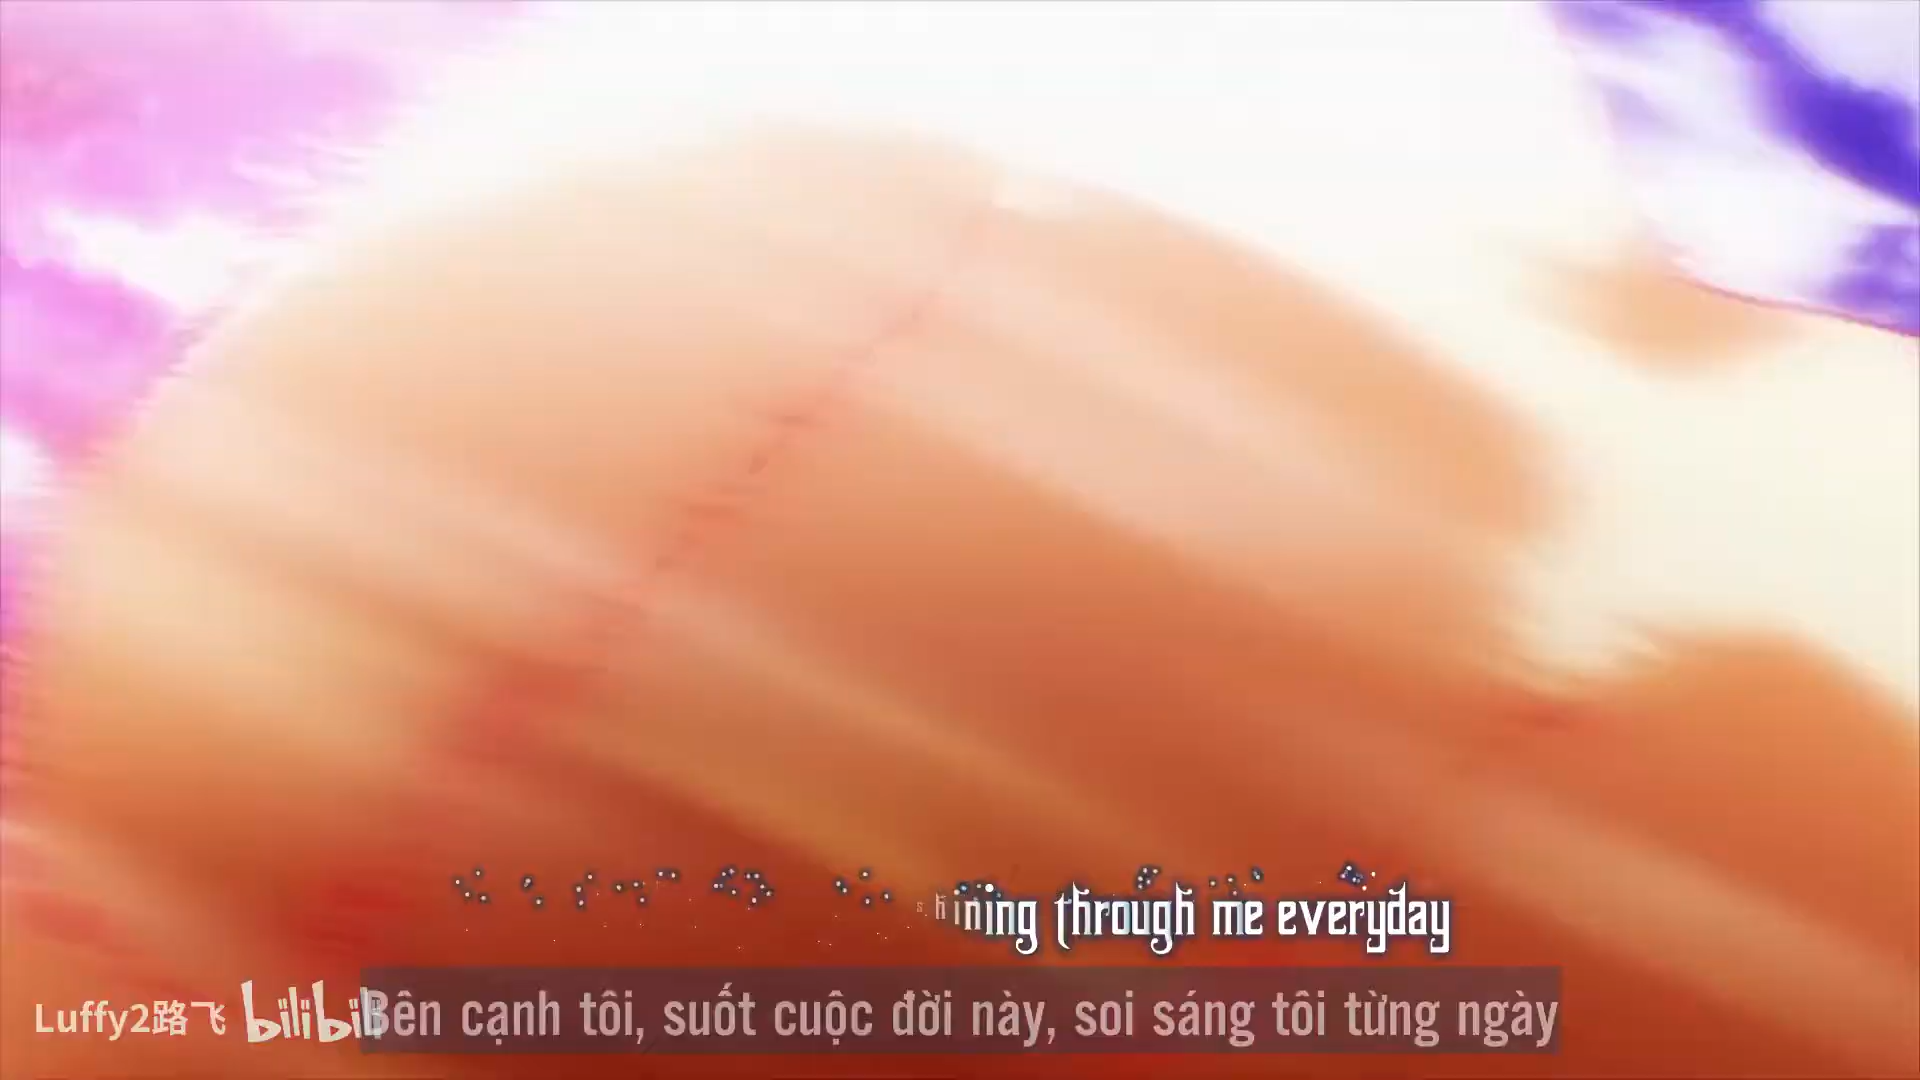 shining through me everyday
Luffy2路飞 bilibili
Bên cạnh tôi, suốt cuộc đời này, soi sáng tôi từng ngày